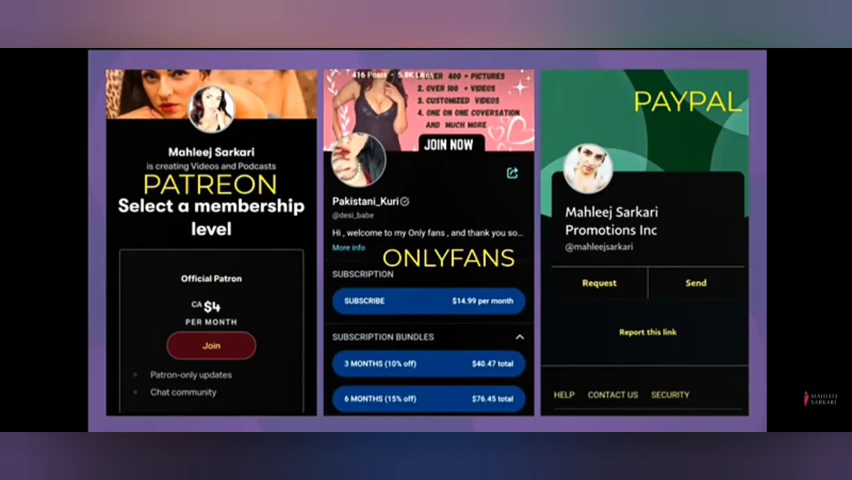 Mahleej Sarkari
is creating Videos and Podcasts
PATREON
Select a membership
level
Official Patron
CA $4
PER MONTH
Join
Patron-only updates
Chat community
416 Posts • 5.8K Likes
OVER 400 + PICTURES
2. OVER 100 + VIDEOS
3. CUSTOMIZED VIDEOS
4. ONE ON ONE COVERSATION
AND MUCH MORE
JOIN NOW
Pakistani_Kuri
@desi_babe
Hi , welcome to my Only fans , and thank you so...
More info
ONLYFANS
SUBSCRIPTION
SUBSCRIBE $14.99 per month
SUBSCRIPTION BUNDLES
3 MONTHS (10% off) $40.47 total
6 MONTHS (15% off) $76.45 total
PAYPAL
Mahleej Sarkari
Promotions Inc
@mahleejsarkari
Request Send
Report this link
HELP CONTACT US SECURITY
MAHLEEJ
SARKARI